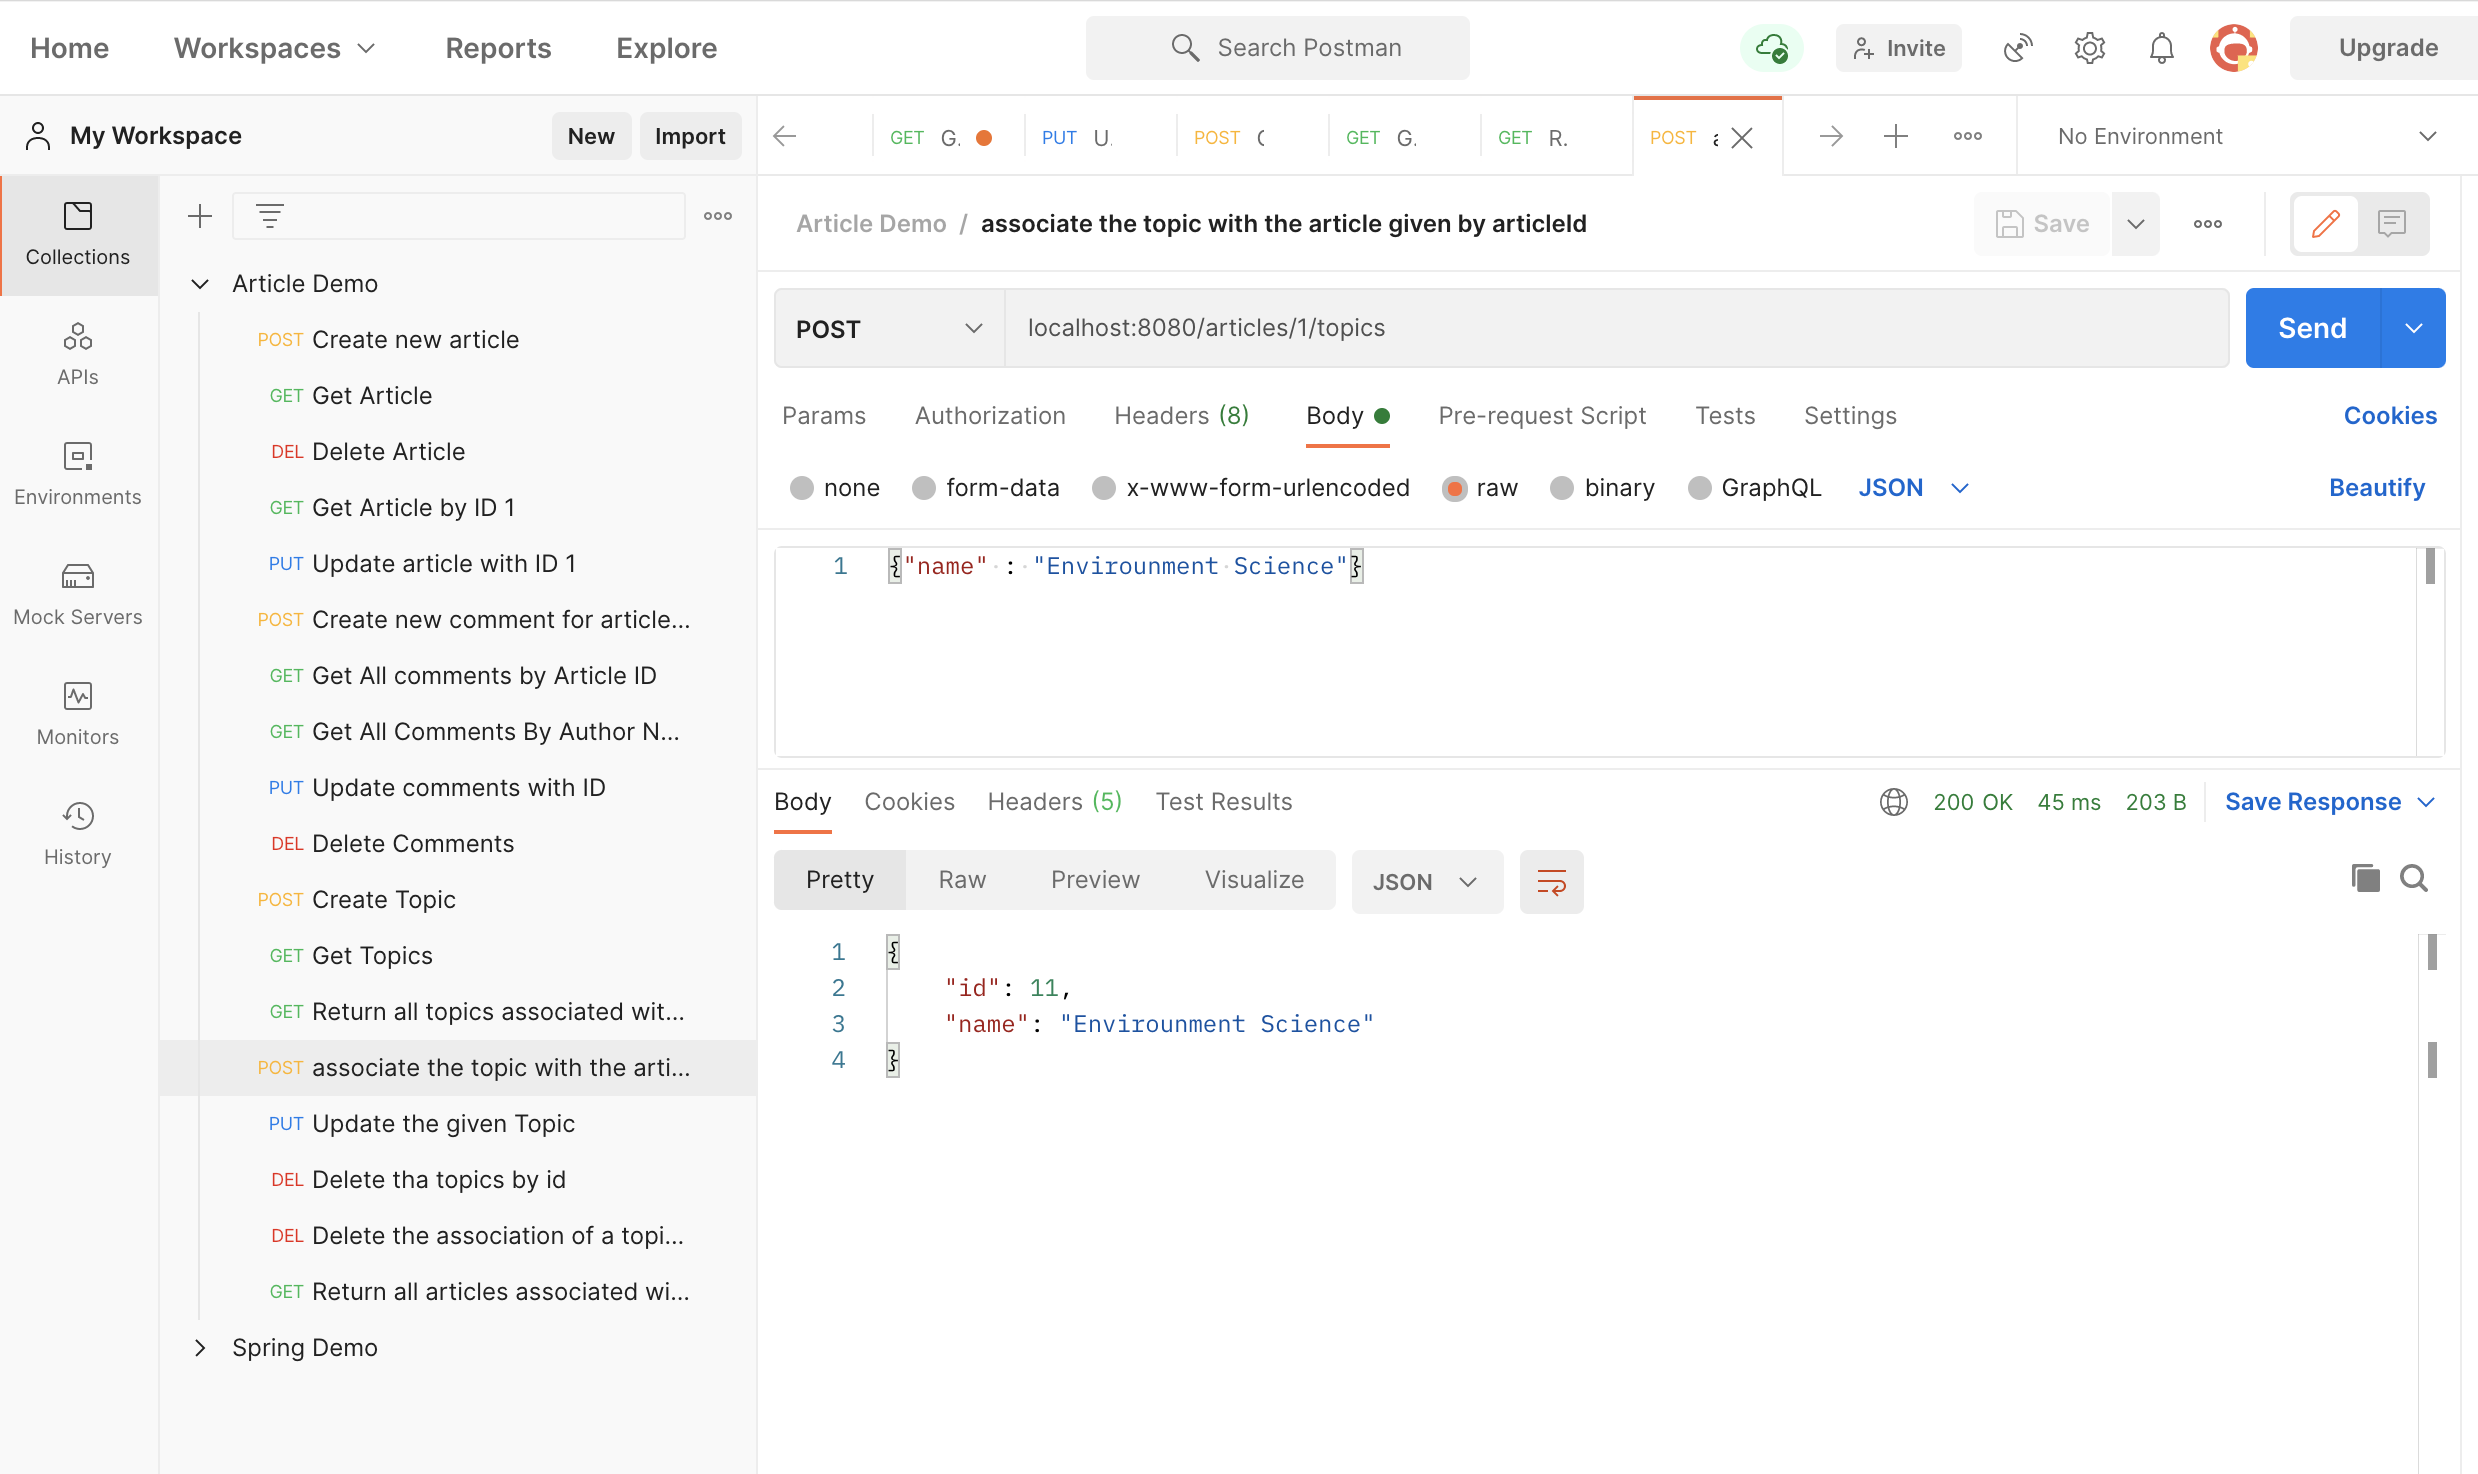 Home Workspaces Reports Explore Search Postman Invite Upgrade
My Workspace New Import
GET G. PUT U. POST GET G. GET R. POST No Environment
Collections
APIs
Environments
Mock Servers
Monitors
History
Article Demo
POST Create new article
GET Get Article
DEL Delete Article
GET Get Article by ID 1
PUT Update article with ID 1
POST Create new comment for article...
GET Get All comments by Article ID
GET Get All Comments By Author N...
PUT Update comments with ID
DEL Delete Comments
POST Create Topic
GET Get Topics
GET Return all topics associated wit...
POST associate the topic with the arti...
PUT Update the given Topic
DEL Delete tha topics by id
DEL Delete the association of a topi...
GET Return all articles associated wi...
Spring Demo
Article Demo / associate the topic with the article given by articleId Save
POST localhost:8080/articles/1/topics Send
Params Authorization Headers (8) Body Pre-request Script Tests Settings Cookies
none form-data x-www-form-urlencoded raw binary GraphQL JSON Beautify
1 {"name" : "Envirounment Science"}
Body Cookies Headers (5) Test Results 200 OK 45 ms 203 B Save Response
Pretty Raw Preview Visualize JSON
1 {
2 "id": 11,
3 "name": "Envirounment Science"
4 }